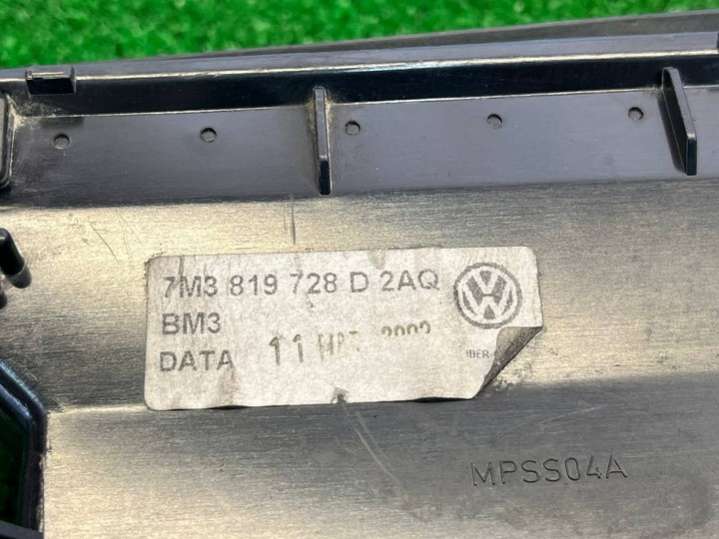 7M3 819 728 D 2AQ
BM3
DATA 11
MPSS04A